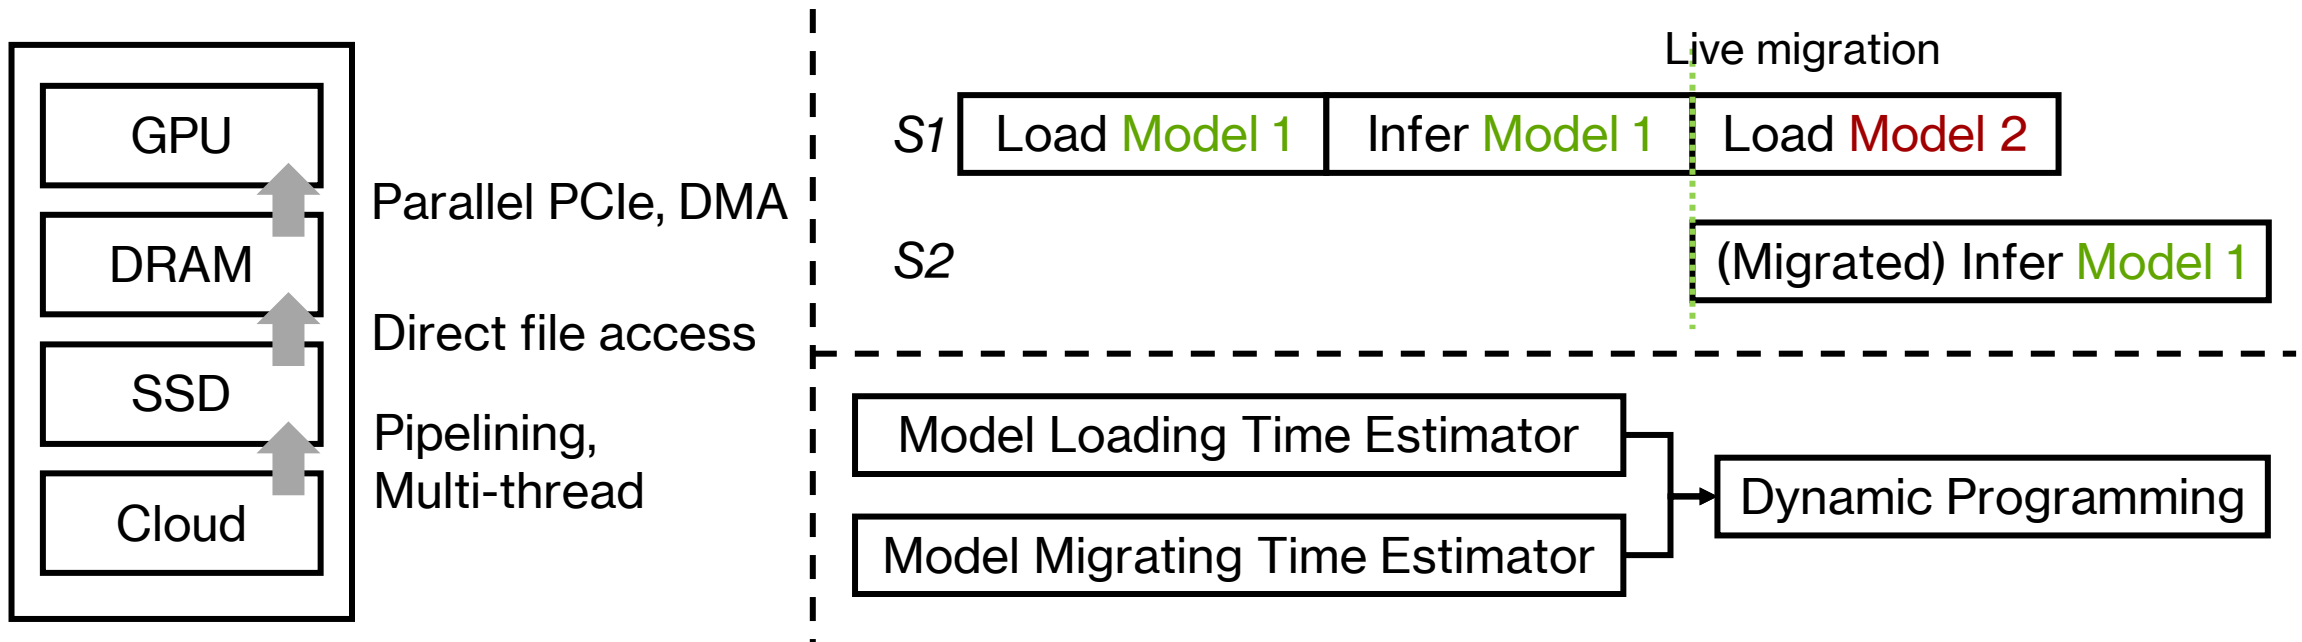 GPU
DRAM
SSD
Cloud
Parallel PCIe, DMA
Direct file access
Pipelining,
Multi-thread
Live migration
S1 Load Model 1 Infer Model 1 Load Model 2
S2 (Migrated) Infer Model 1
Model Loading Time Estimator
Model Migrating Time Estimator
Dynamic Programming